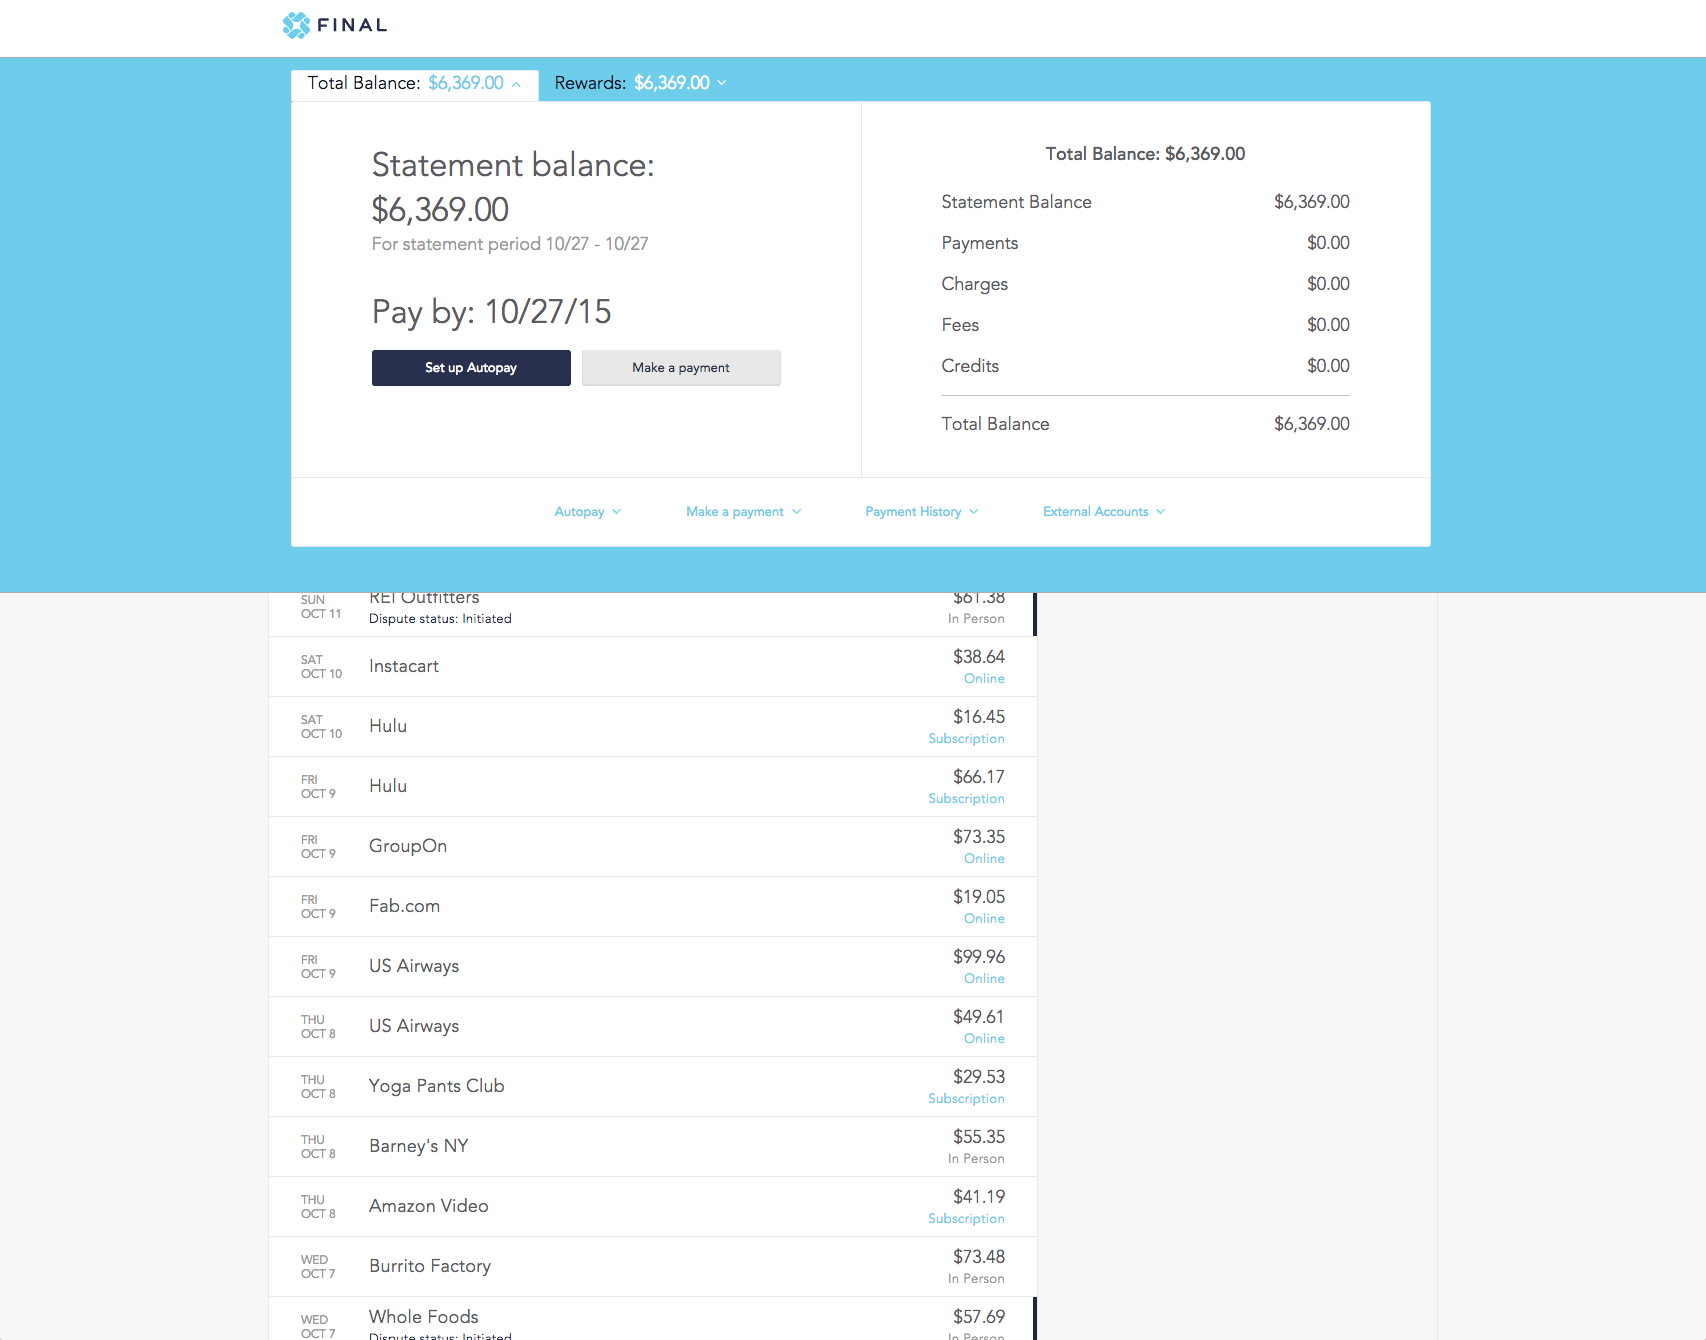 FINAL
Total Balance: $6,369.00
Rewards: $6,369.00
Statement balance:
$6,369.00
For statement period 10/27 - 10/27
Pay by: 10/27/15
Set up Autopay
Make a payment
Total Balance: $6,369.00
Statement Balance $6,369.00
Payments $0.00
Charges $0.00
Fees $0.00
Credits $0.00
Total Balance $6,369.00
Autopay
Make a payment
Payment History
External Accounts
SUN
OCT 11
REI Outfitters
Dispute status: Initiated
$61.38
In Person
SAT
OCT 10
Instacart
$38.64
Online
SAT
OCT 10
Hulu
$16.45
Subscription
FRI
OCT 9
Hulu
$66.17
Subscription
FRI
OCT 9
GroupOn
$73.35
Online
FRI
OCT 9
Fab.com
$19.05
Online
FRI
OCT 9
US Airways
$99.96
Online
THU
OCT 8
US Airways
$49.61
Online
THU
OCT 8
Yoga Pants Club
$29.53
Subscription
THU
OCT 8
Barney's NY
$55.35
In Person
THU
OCT 8
Amazon Video
$41.19
Subscription
WED
OCT 7
Burrito Factory
$73.48
In Person
WED
OCT 7
Whole Foods
Dispute status: Initiated
$57.69
In Person